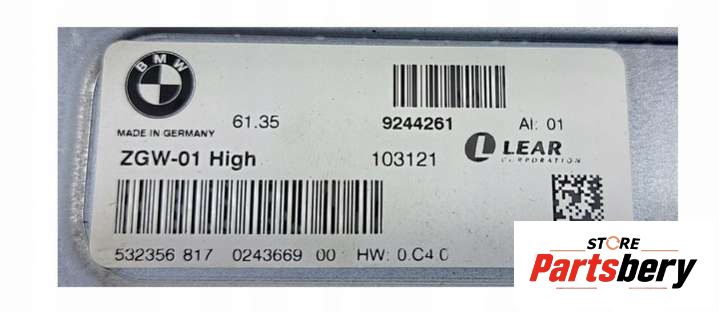 BMW
MADE IN GERMANY 61.35 9244261 AI: 01
ZGW-01 High 103121 LEAR
CORPORATION
532356 817 0243669 00 HW: 0.C4 0
STORE
Partsbery